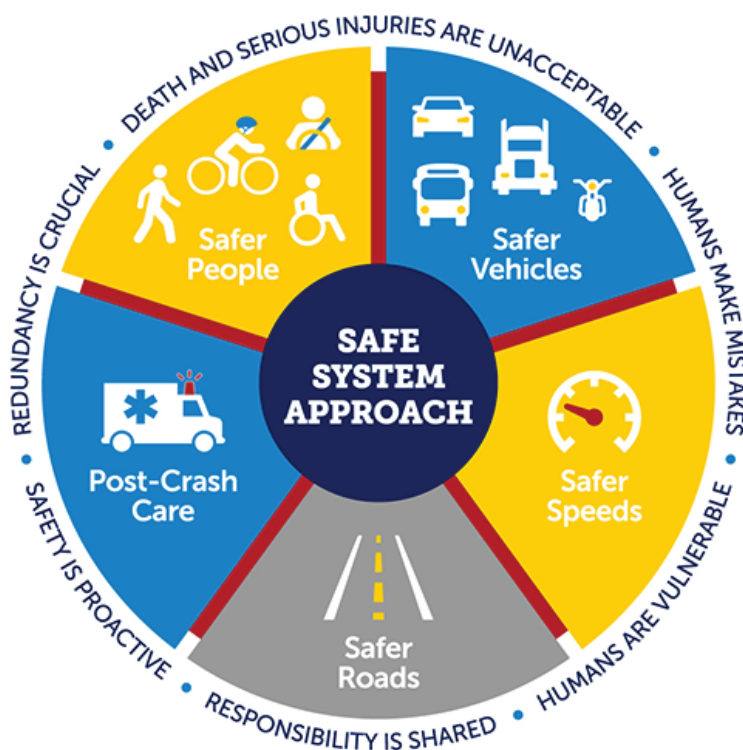 DEATH AND SERIOUS INJURIES ARE UNACCEPTABLE
HUMANS MAKE MISTAKES
HUMANS ARE VULNERABLE
RESPONSIBILITY IS SHARED
SAFETY IS PROACTIVE
REDUNDANCY IS CRUCIAL
Safer
People
Safer
Vehicles
SAFE
SYSTEM
APPROACH
Post-Crash
Care
Safer
Speeds
Safer
Roads